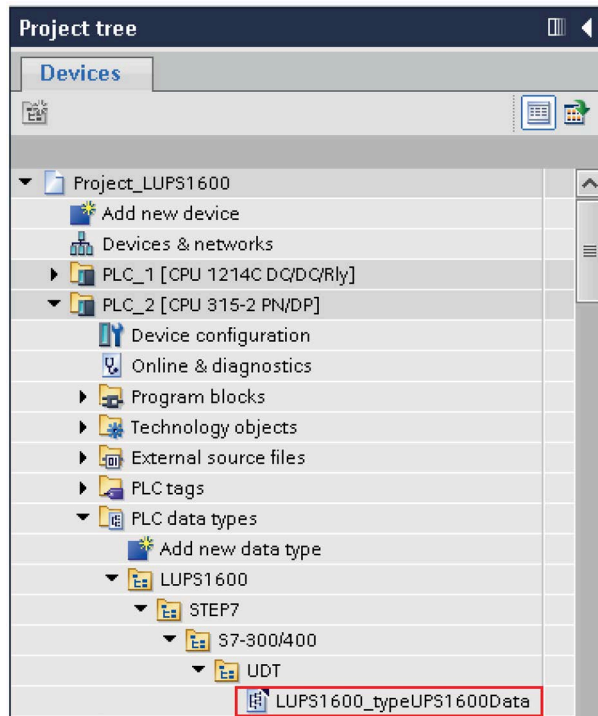 Project tree
Devices
Project_LUPS1600
Add new device
Devices & networks
PLC_1 [CPU 1214C DC/DC/Rly]
PLC_2 [CPU 315-2 PN/DP]
Device configuration
Online & diagnostics
Program blocks
Technology objects
External source files
PLC tags
PLC data types
Add new data type
LUPS1600
STEP7
S7-300/400
UDT
LUPS1600_typeUPS1600Data